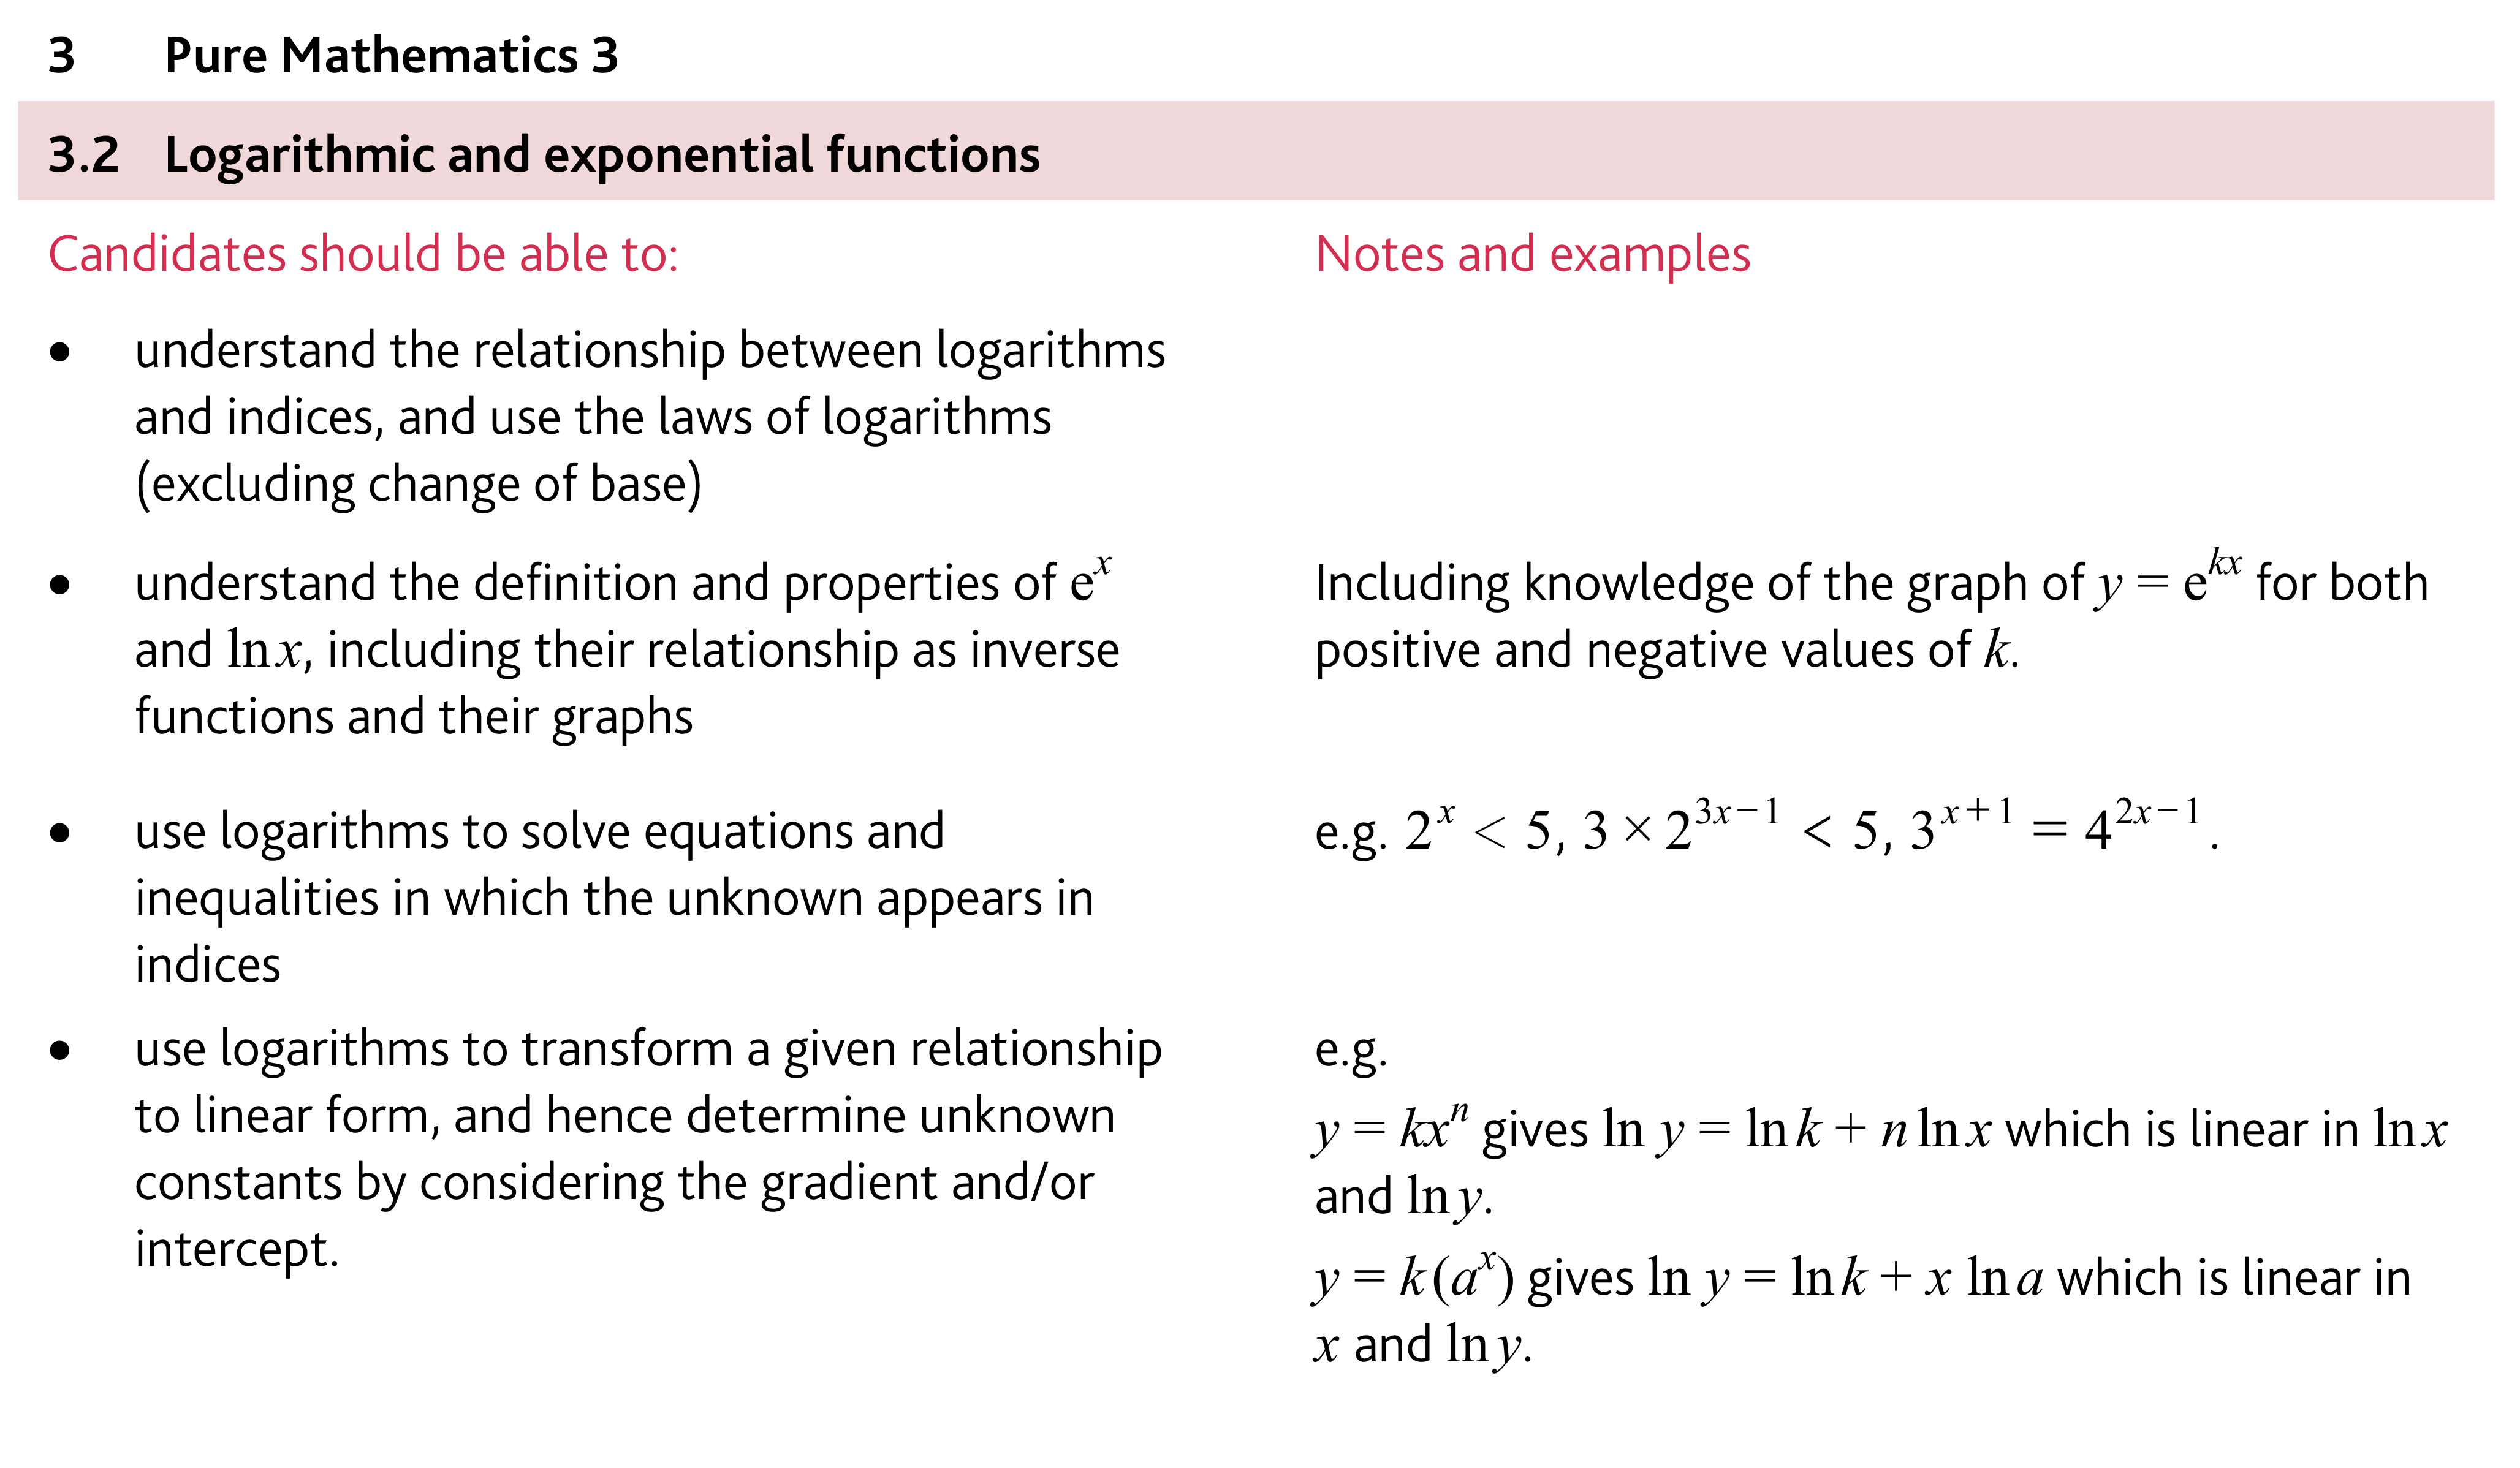 3 Pure Mathematics 3
3.2 Logarithmic and exponential functions
Candidates should be able to:
Notes and examples
• understand the relationship between logarithms
and indices, and use the laws of logarithms
(excluding change of base)
• understand the definition and properties of eˣ
and ln x, including their relationship as inverse
functions and their graphs
Including knowledge of the graph of y = e^{kx} for both
positive and negative values of k.
• use logarithms to solve equations and
inequalities in which the unknown appears in
indices
e.g. 2^{x} < 5, 3 × 2^{3x − 1} < 5, 3^{x + 1} = 4^{2x − 1}.
• use logarithms to transform a given relationship
to linear form, and hence determine unknown
constants by considering the gradient and/or
intercept.
e.g.
y = kxⁿ gives ln y = ln k + n ln x which is linear in ln x
and ln y.
y = k(aˣ) gives ln y = ln k + x ln a which is linear in
x and ln y.